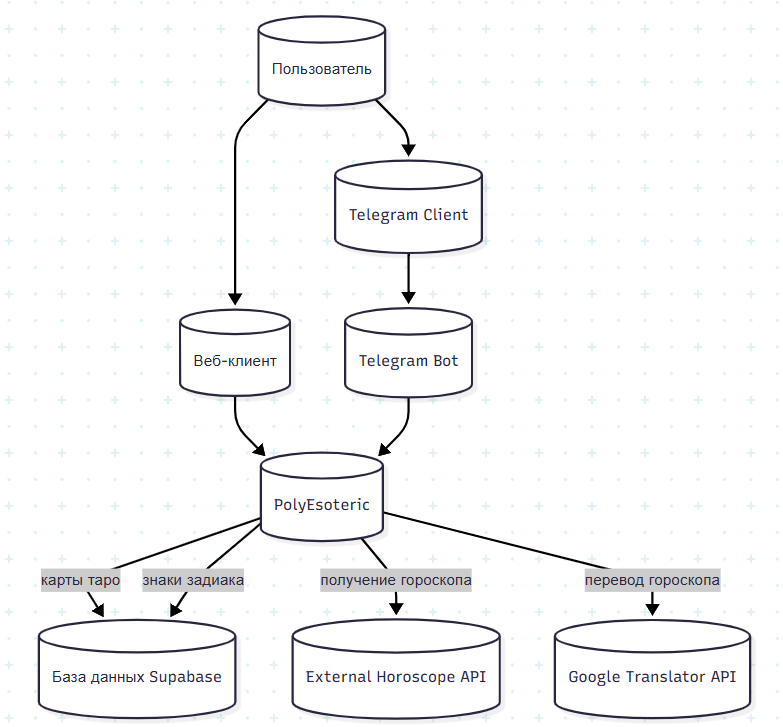 Пользователь
Telegram Client
Веб-клиент
Telegram Bot
PolyEsoteric
карты таро
знаки задиака
получение гороскопа
перевод гороскопа
База данных Supabase
External Horoscope API
Google Translator API